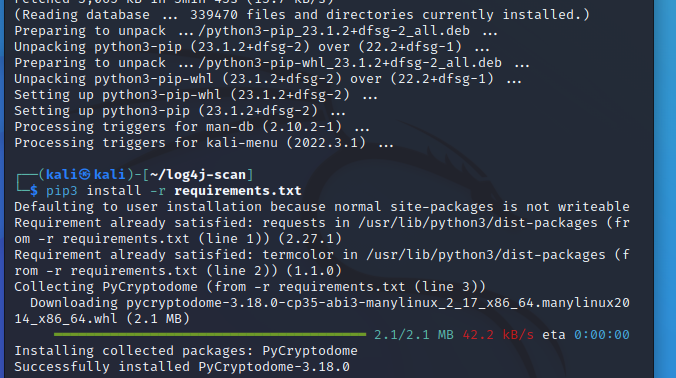 (Reading database ... 339470 files and directories currently installed.)
Preparing to unpack .../python3-pip_23.1.2+dfsg-2_all.deb ...
Unpacking python3-pip (23.1.2+dfsg-2) over (22.2+dfsg-1) ...
Preparing to unpack .../python3-pip-whl_23.1.2+dfsg-2_all.deb ...
Unpacking python3-pip-whl (23.1.2+dfsg-2) over (22.2+dfsg-1) ...
Setting up python3-pip-whl (23.1.2+dfsg-2) ...
Setting up python3-pip (23.1.2+dfsg-2) ...
Processing triggers for man-db (2.10.2-1) ...
Processing triggers for kali-menu (2022.3.1) ...
┌──(kali㉿kali)-[~/log4j-scan]
└─$ pip3 install -r requirements.txt
Defaulting to user installation because normal site-packages is not writeable
Requirement already satisfied: requests in /usr/lib/python3/dist-packages (fr
om -r requirements.txt (line 1)) (2.27.1)
Requirement already satisfied: termcolor in /usr/lib/python3/dist-packages (f
rom -r requirements.txt (line 2)) (1.1.0)
Collecting PyCryptodome (from -r requirements.txt (line 3))
  Downloading pycryptodome-3.18.0-cp35-abi3-manylinux_2_17_x86_64.manylinux20
14_x86_64.whl (2.1 MB)
2.1/2.1 MB 42.2 kB/s eta 0:00:00
Installing collected packages: PyCryptodome
Successfully installed PyCryptodome-3.18.0